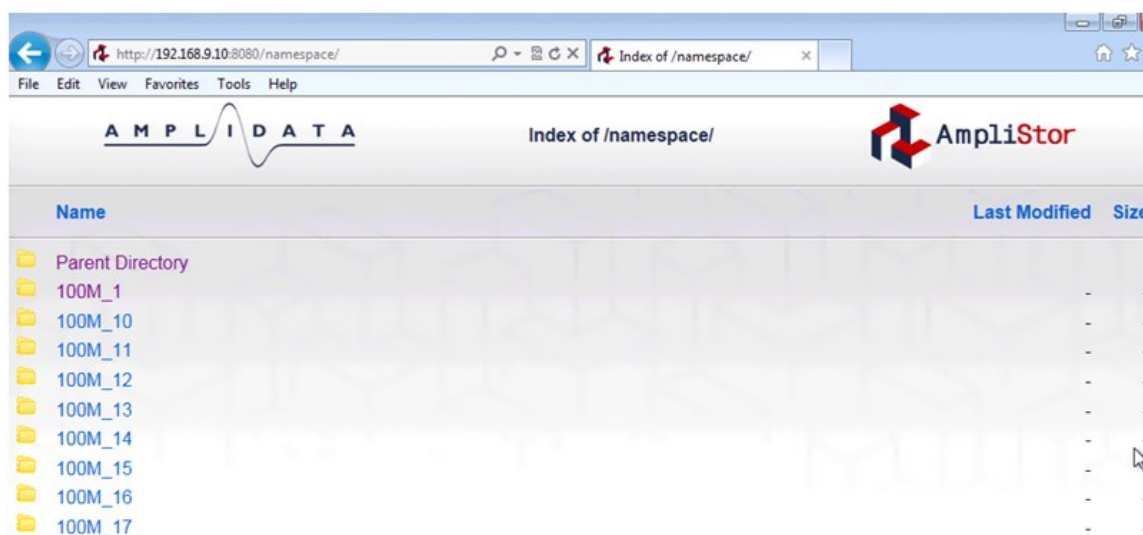 http://192.168.9.10:8080/namespace/ Index of /namespace/
File Edit View Favorites Tools Help
AMPLIDATA Index of /namespace/ AmpliStor
Name Last Modified Size
Parent Directory
100M_1 -
100M_10 -
100M_11 -
100M_12 -
100M_13 -
100M_14 -
100M_15 -
100M_16 -
100M_17 -